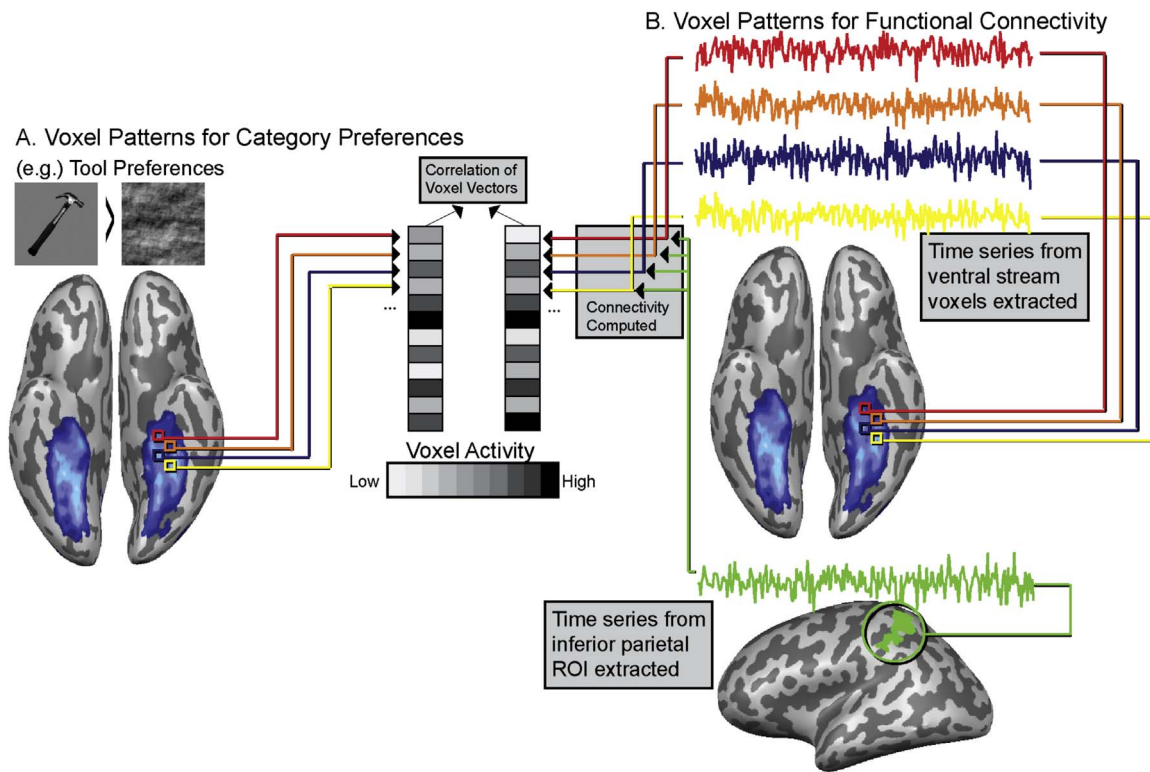 B. Voxel Patterns for Functional Connectivity
A. Voxel Patterns for Category Preferences
(e.g.) Tool Preferences
Correlation of
Voxel Vectors
...
...
Connectivity
Computed
Time series from
ventral stream
voxels extracted
Voxel Activity
Low
High
Time series from
inferior parietal
ROI extracted